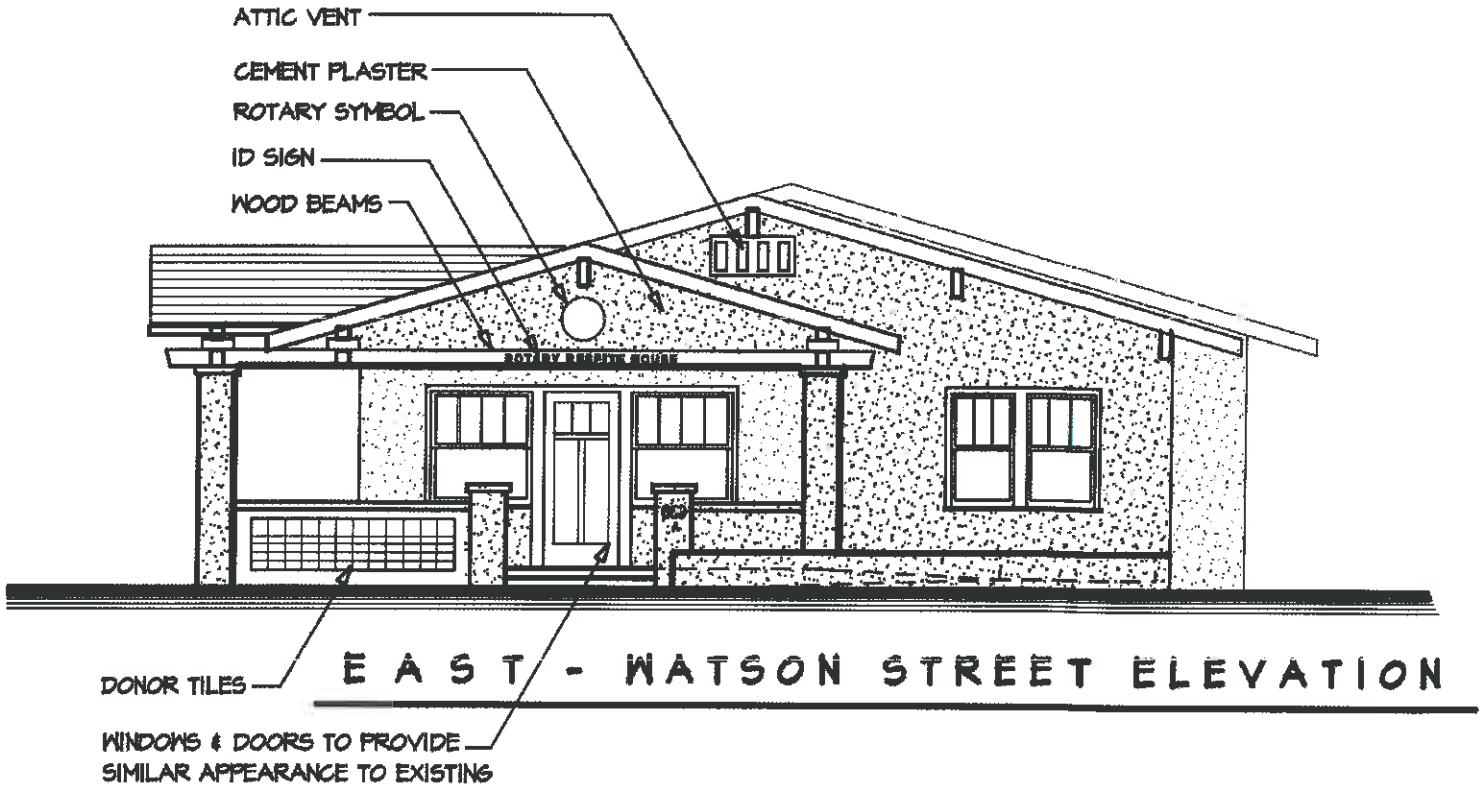 ATTIC VENT
CEMENT PLASTER
ROTARY SYMBOL
ID SIGN
WOOD BEAMS
ROTARY RESPITE HOUSE
DONOR TILES
EAST - WATSON STREET ELEVATION
WINDOWS & DOORS TO PROVIDE
SIMILAR APPEARANCE TO EXISTING